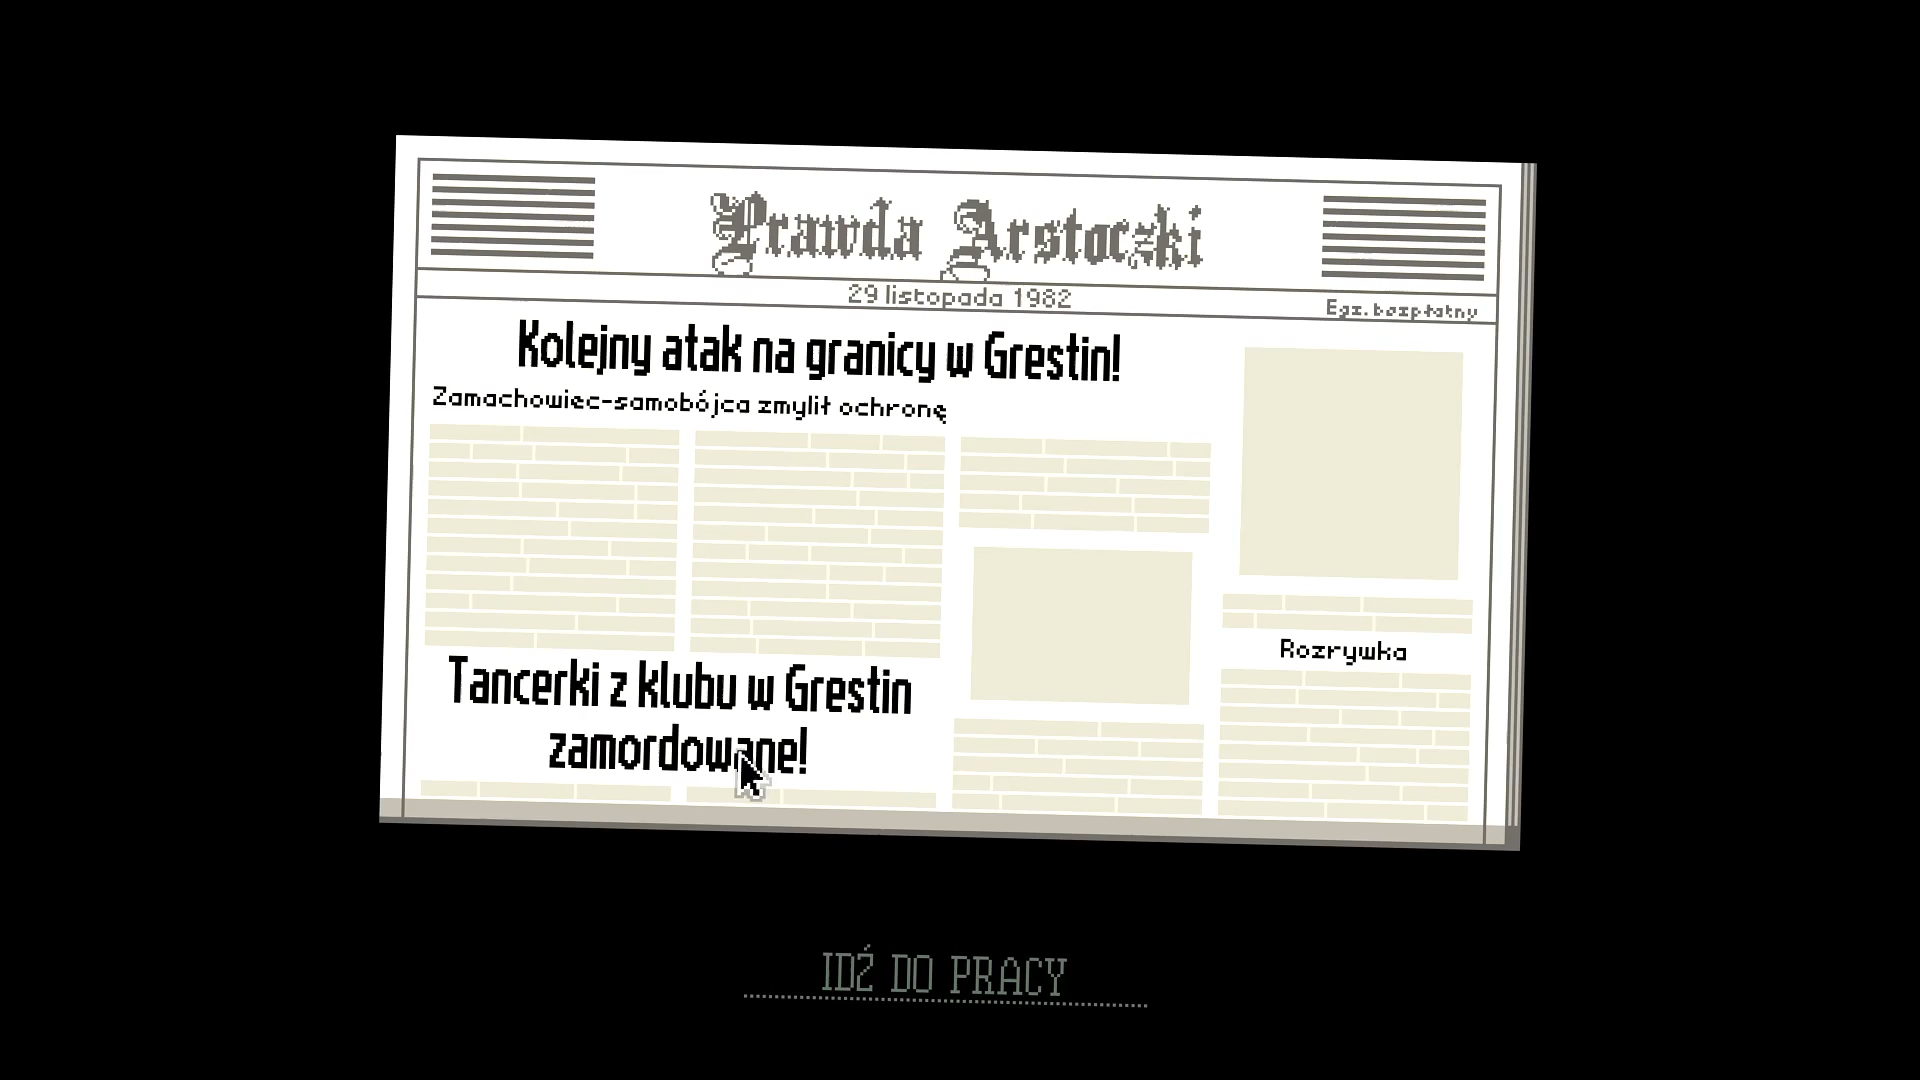 Prawda Arstoczki
29 listopada 1982
Egz. bezpłatny
Kolejny atak na granicy w Grestin!
Zamachowiec-samobójca zmylił ochronę
Tancerki z klubu w Grestin
zamordowane!
Rozrywka
IDŹ DO PRACY